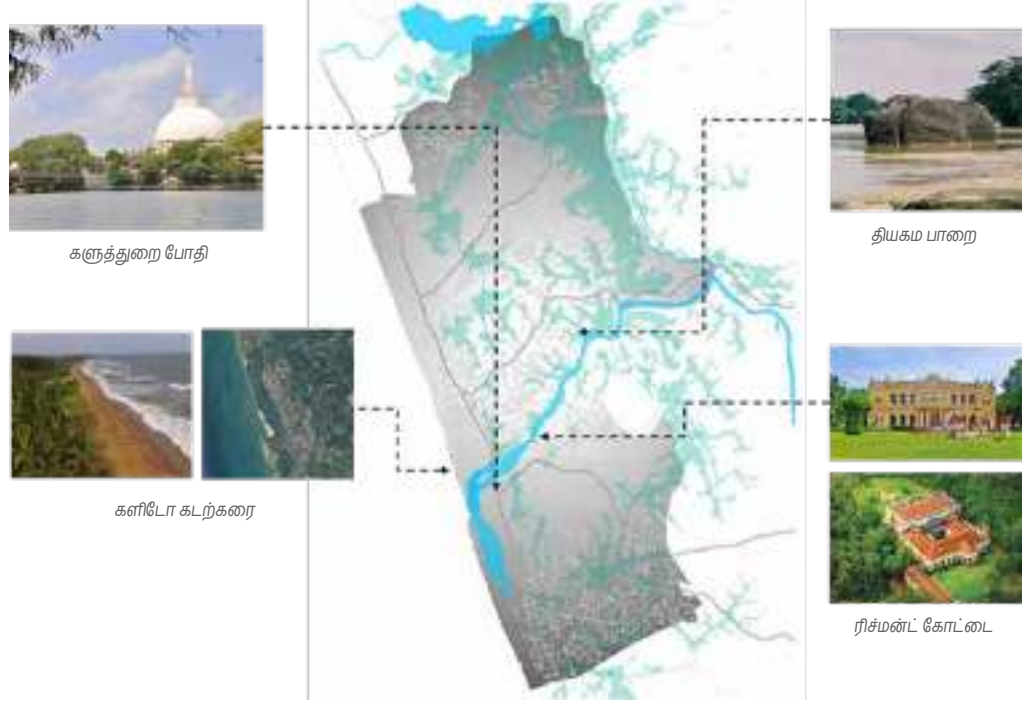 களுத்துறை போதி
தியகம பாறை
களிடோ கடற்கரை
ரிச்மன்ட் கோட்டை